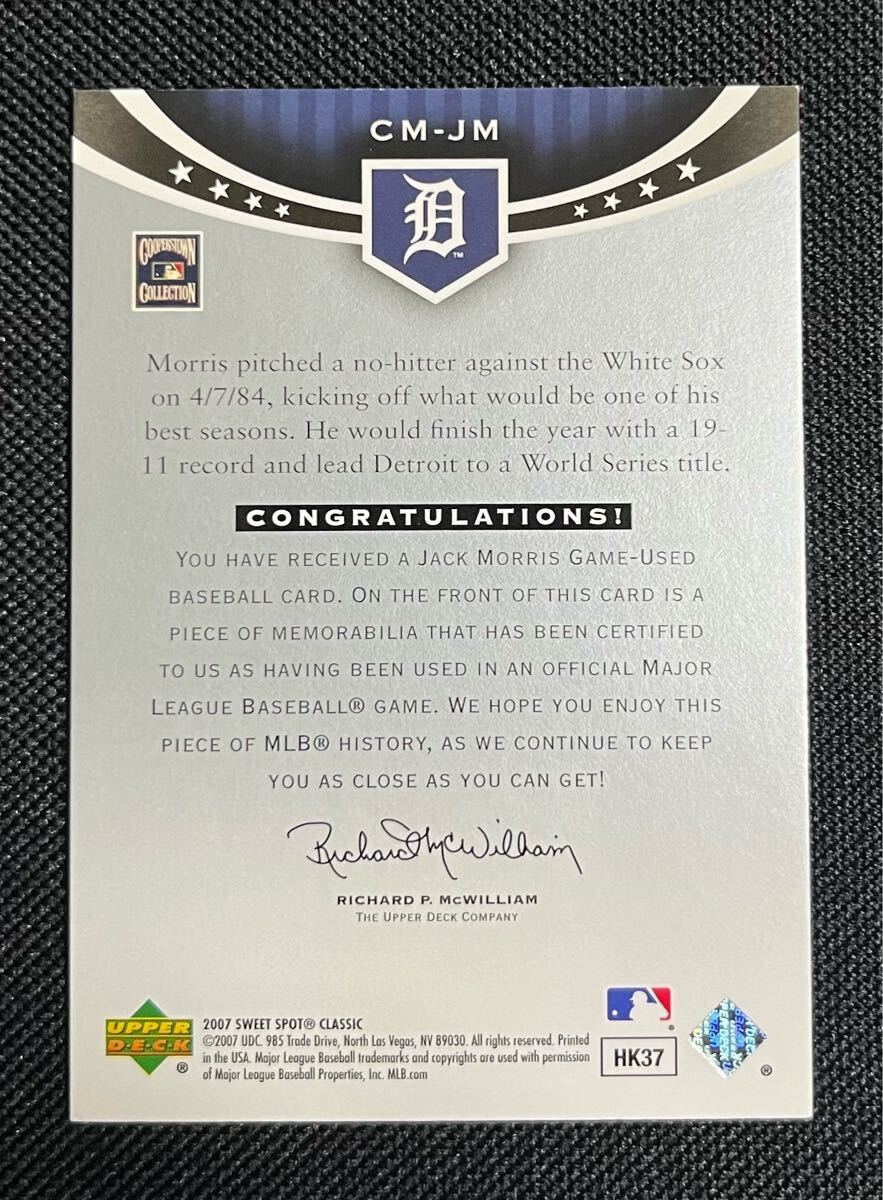 CM-JM
D
TM
COOPERSTOWN
COLLECTION
Morris pitched a no-hitter against the White Sox
on 4/7/84, kicking off what would be one of his
best seasons. He would finish the year with a 19-
11 record and lead Detroit to a World Series title.
CONGRATULATIONS!
YOU HAVE RECEIVED A JACK MORRIS GAME-USED
BASEBALL CARD. ON THE FRONT OF THIS CARD IS A
PIECE OF MEMORABILIA THAT HAS BEEN CERTIFIED
TO US AS HAVING BEEN USED IN AN OFFICIAL MAJOR
LEAGUE BASEBALL® GAME. WE HOPE YOU ENJOY THIS
PIECE OF MLB® HISTORY, AS WE CONTINUE TO KEEP
YOU AS CLOSE AS YOU CAN GET!
Richard McWilliam
RICHARD P. MCWILLIAM
THE UPPER DECK COMPANY
UPPER
D·E·C·K
®
2007 SWEET SPOT® CLASSIC
©2007 UDC. 985 Trade Drive, North Las Vegas, NV 89030. All rights reserved. Printed
in the USA. Major League Baseball trademarks and copyrights are used with permission
of Major League Baseball Properties, Inc. MLB.com
®
HK37
®